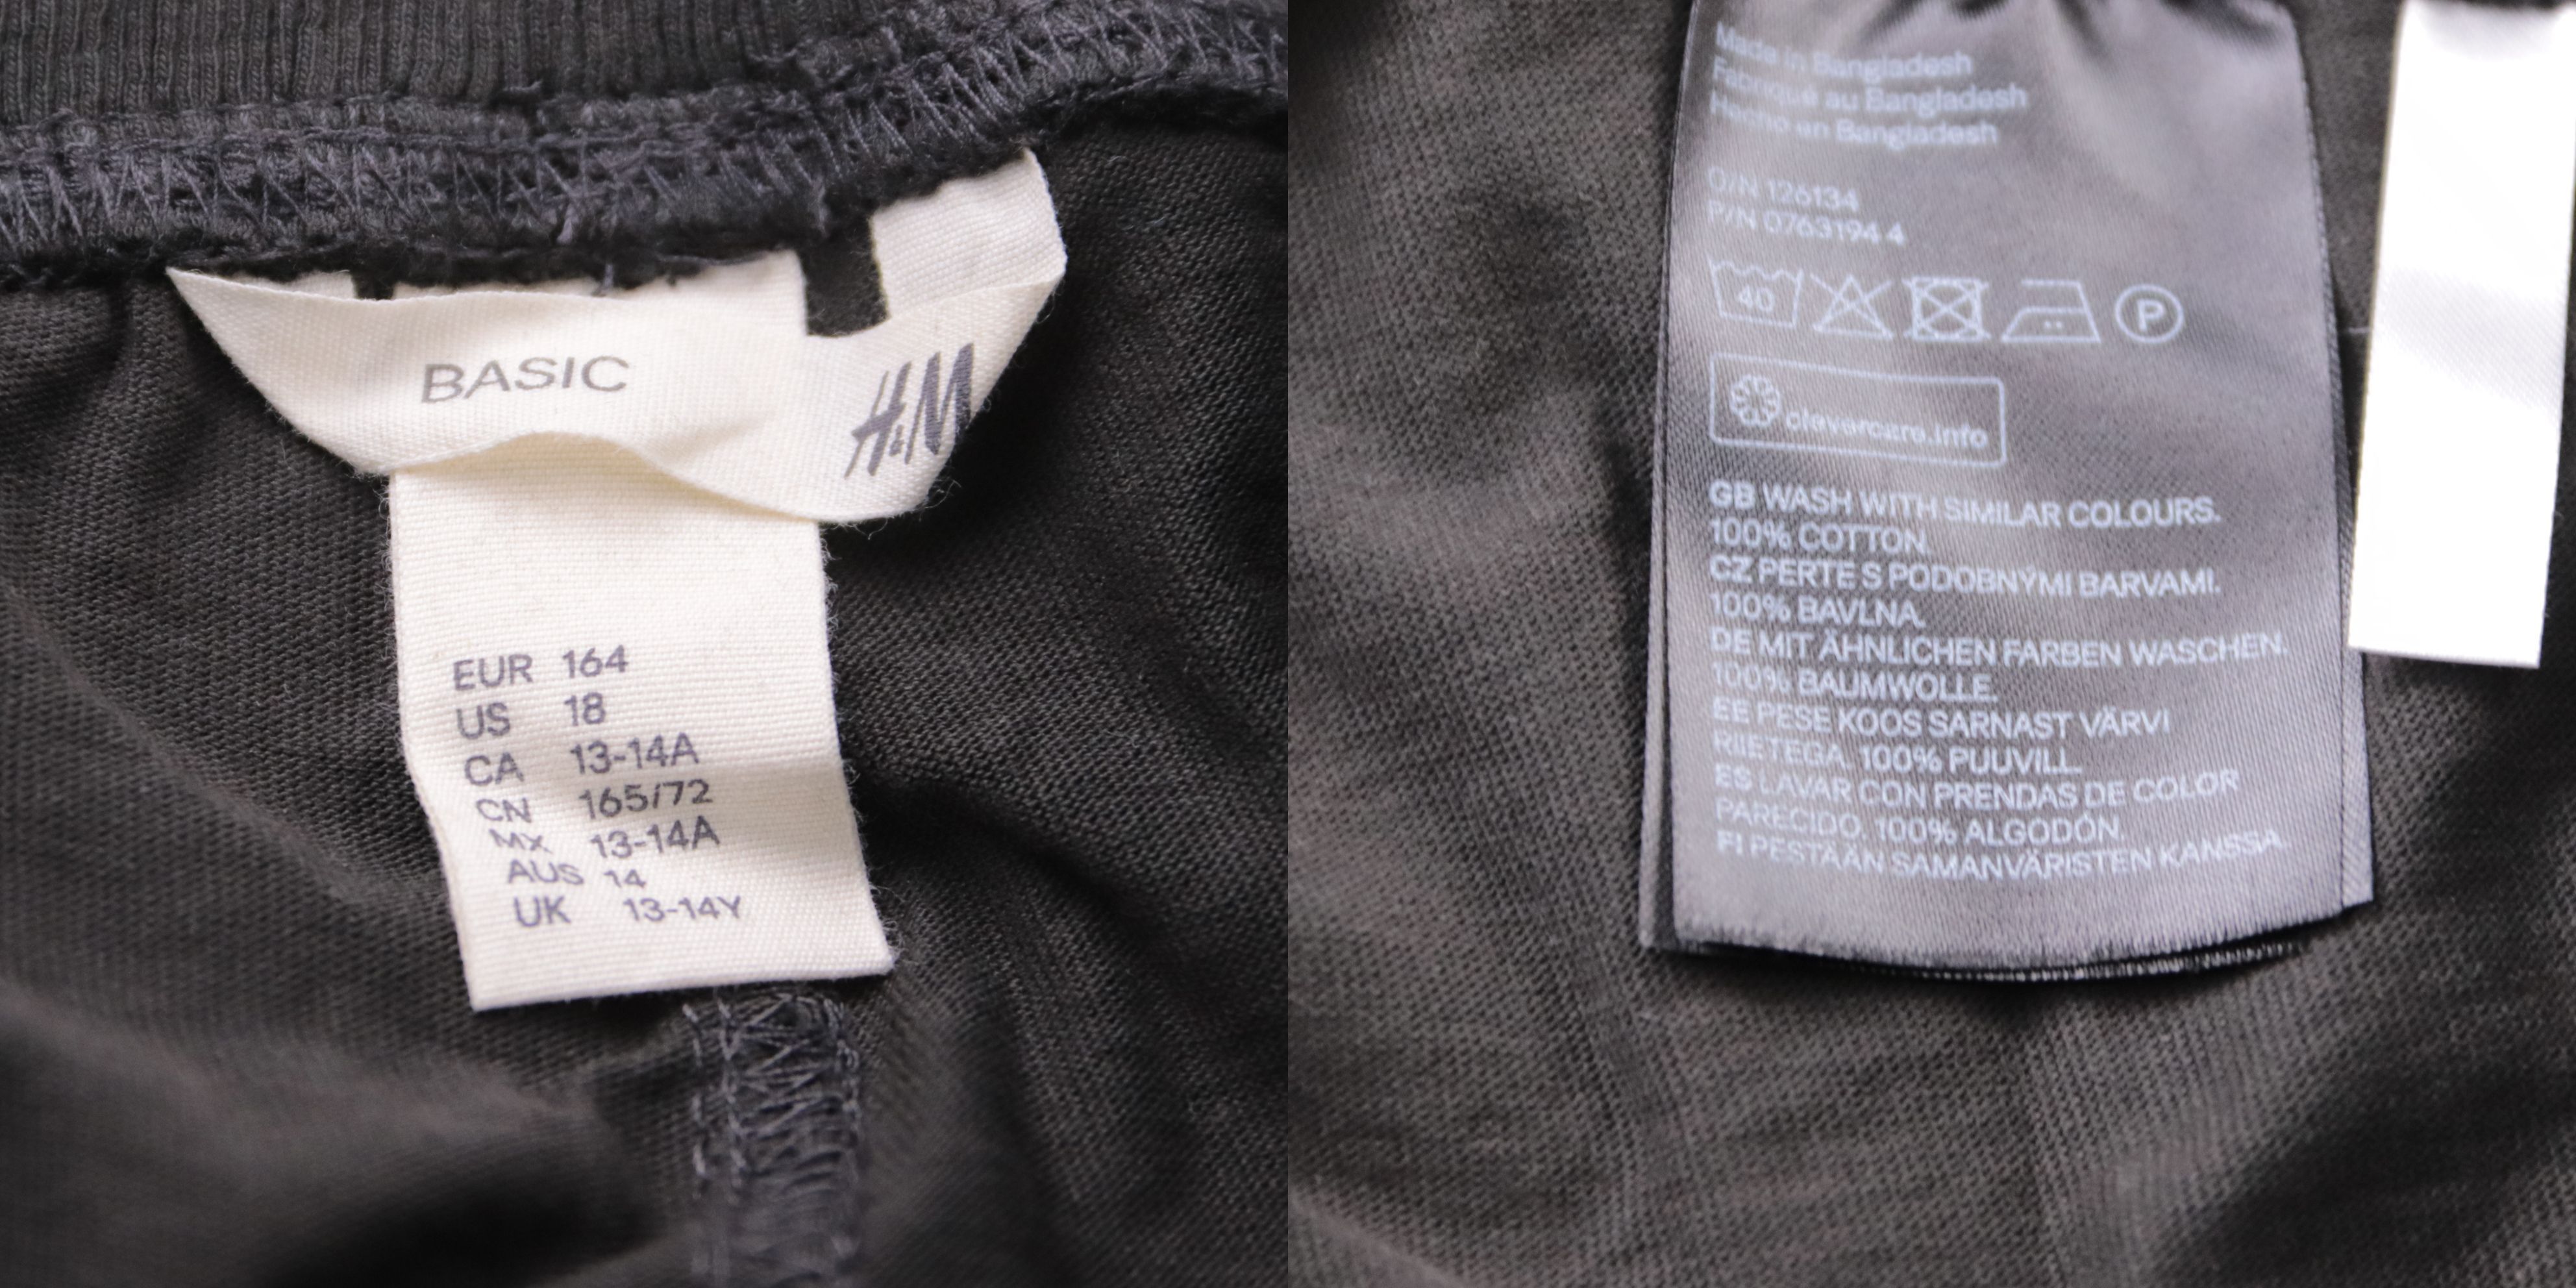 BASIC
H&M
EUR 164
US 18
CA 13-14A
CN 165/72
MX 13-14A
AUS 14
UK 13-14Y
Made in Bangladesh
Fabriqué au Bangladesh
Hecho en Bangladesh
O/N 126134
P/N 0763194 4
40
P
clevercare.info
GB WASH WITH SIMILAR COLOURS.
100% COTTON.
CZ PERTE S PODOBNÝMI BARVAMI.
100% BAVLNA.
DE MIT ÄHNLICHEN FARBEN WASCHEN.
100% BAUMWOLLE.
EE PESE KOOS SARNAST VÄRVI
RIIETEGA. 100% PUUVILL.
ES LAVAR CON PRENDAS DE COLOR
PARECIDO. 100% ALGODÓN.
FI PESTÄÄN SAMANVÄRISTEN KANSSA.